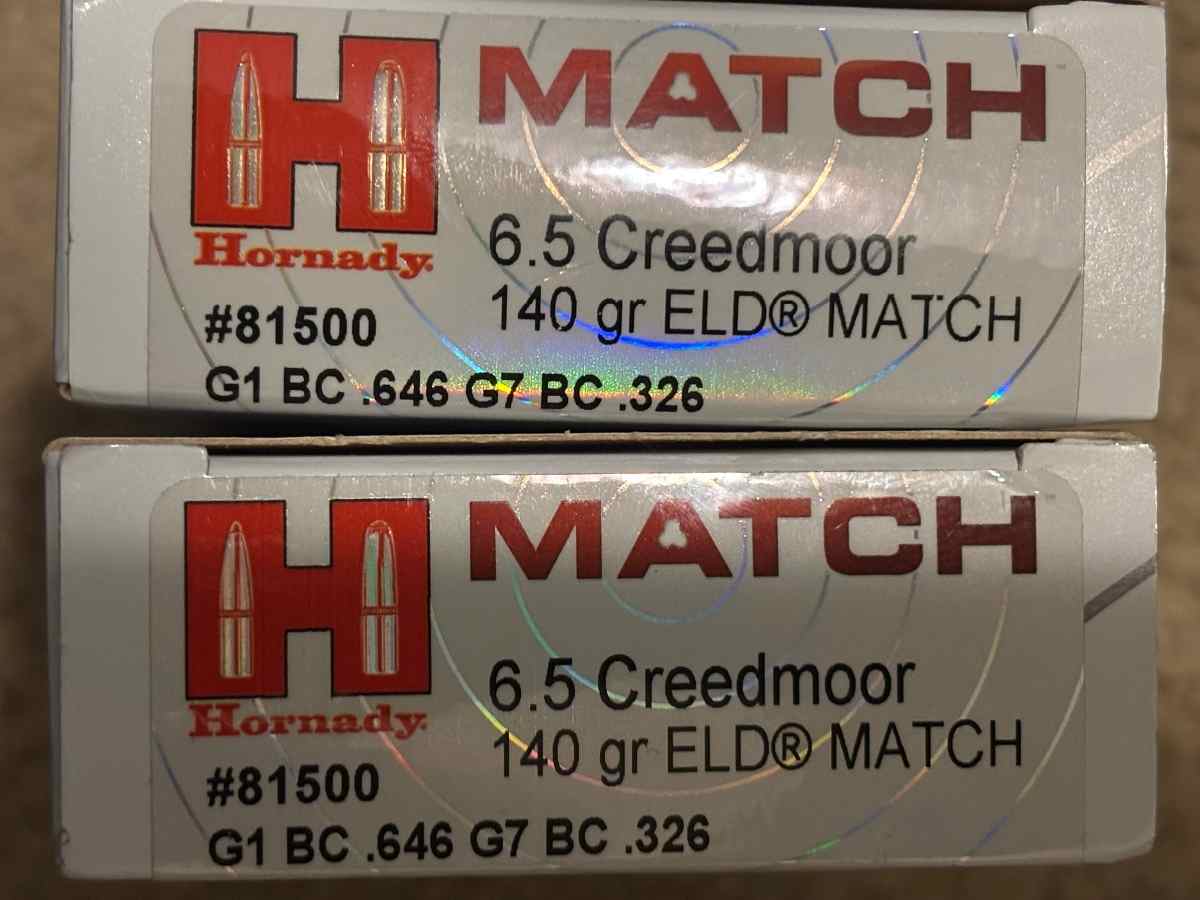 MATCH
Hornady.
6.5 Creedmoor
140 gr ELD® MATCH
#81500
G1 BC .646 G7 BC .326
MATCH
Hornady.
6.5 Creedmoor
140 gr ELD® MATCH
#81500
G1 BC .646 G7 BC .326